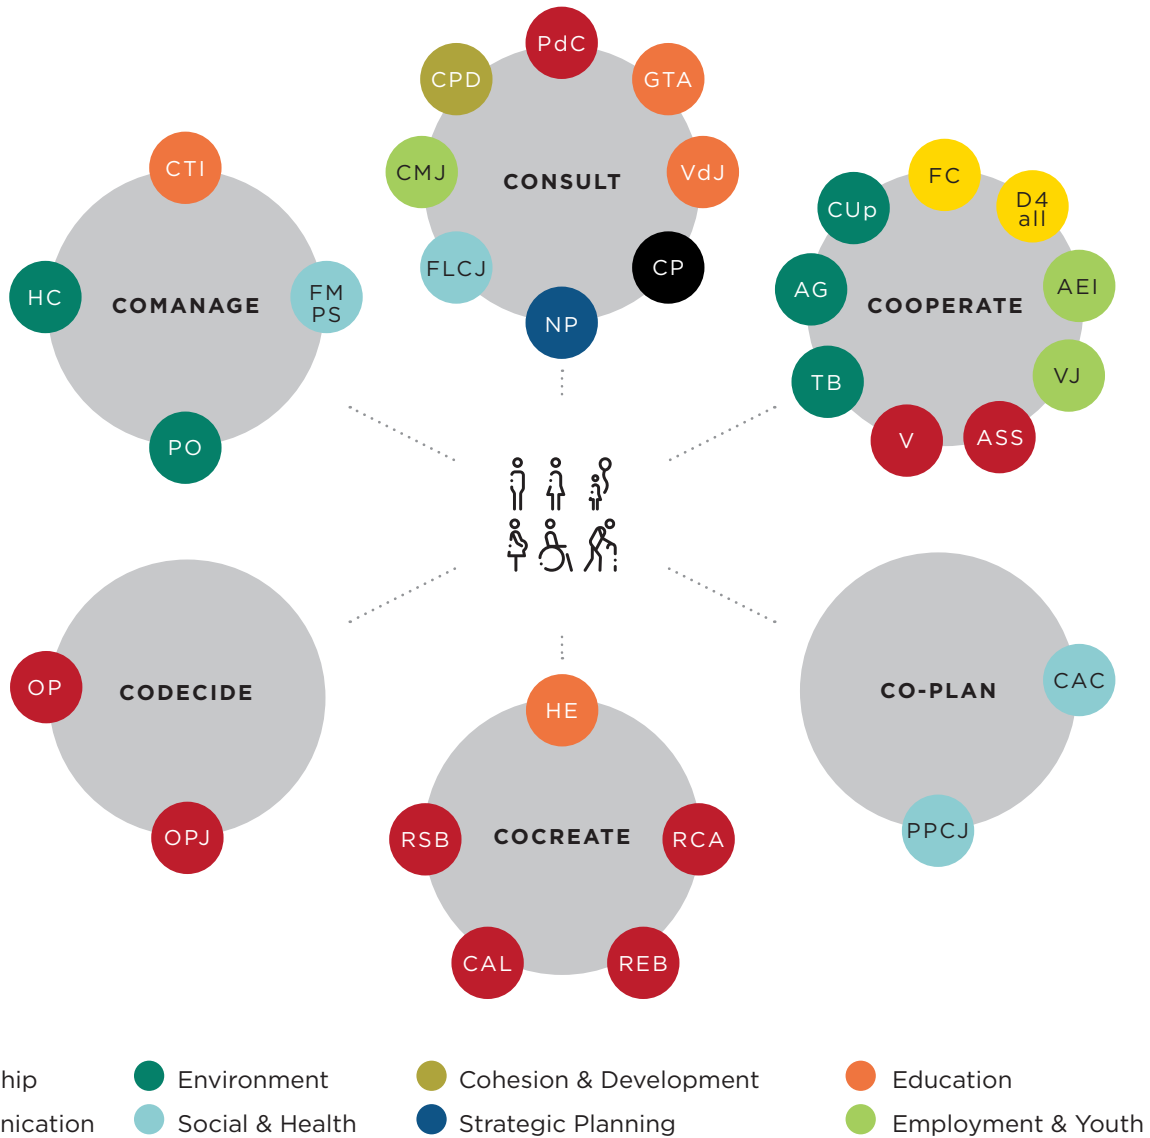 PdC
CPD
GTA
CMJ
VdJ
CONSULT
FLCJ
CP
NP
CTI
HC
FM
PS
COMANAGE
PO
FC
CUp
D4
all
AG
AEI
COOPERATE
TB
VJ
V
ASS
OP
CODECIDE
OPJ
HE
RSB
RCA
COCREATE
CAL
REB
CO-PLAN
CAC
PPCJ
hip
Environment
Cohesion & Development
Education
nication
Social & Health
Strategic Planning
Employment & Youth